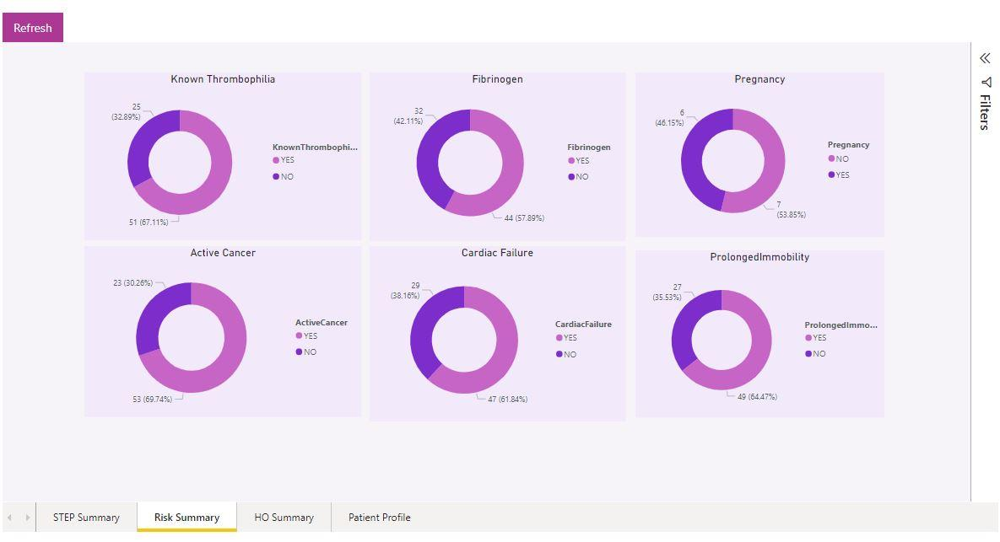 Refresh
Filters
Known Thrombophilia
25
(32.89%)
51 (67.11%)
KnownThrombophi...
YES
NO
Fibrinogen
32
(42.11%)
44 (57.89%)
Fibrinogen
YES
NO
Pregnancy
6
(46.15%)
7
(53.85%)
Pregnancy
NO
YES
Active Cancer
23 (30.26%)
53 (69.74%)
ActiveCancer
YES
NO
Cardiac Failure
29
(38.16%)
47 (61.84%)
CardiacFailure
YES
NO
ProlongedImmobility
27
(35.53%)
49 (64.47%)
ProlongedImmo...
YES
NO
STEP Summary
Risk Summary
HO Summary
Patient Profile